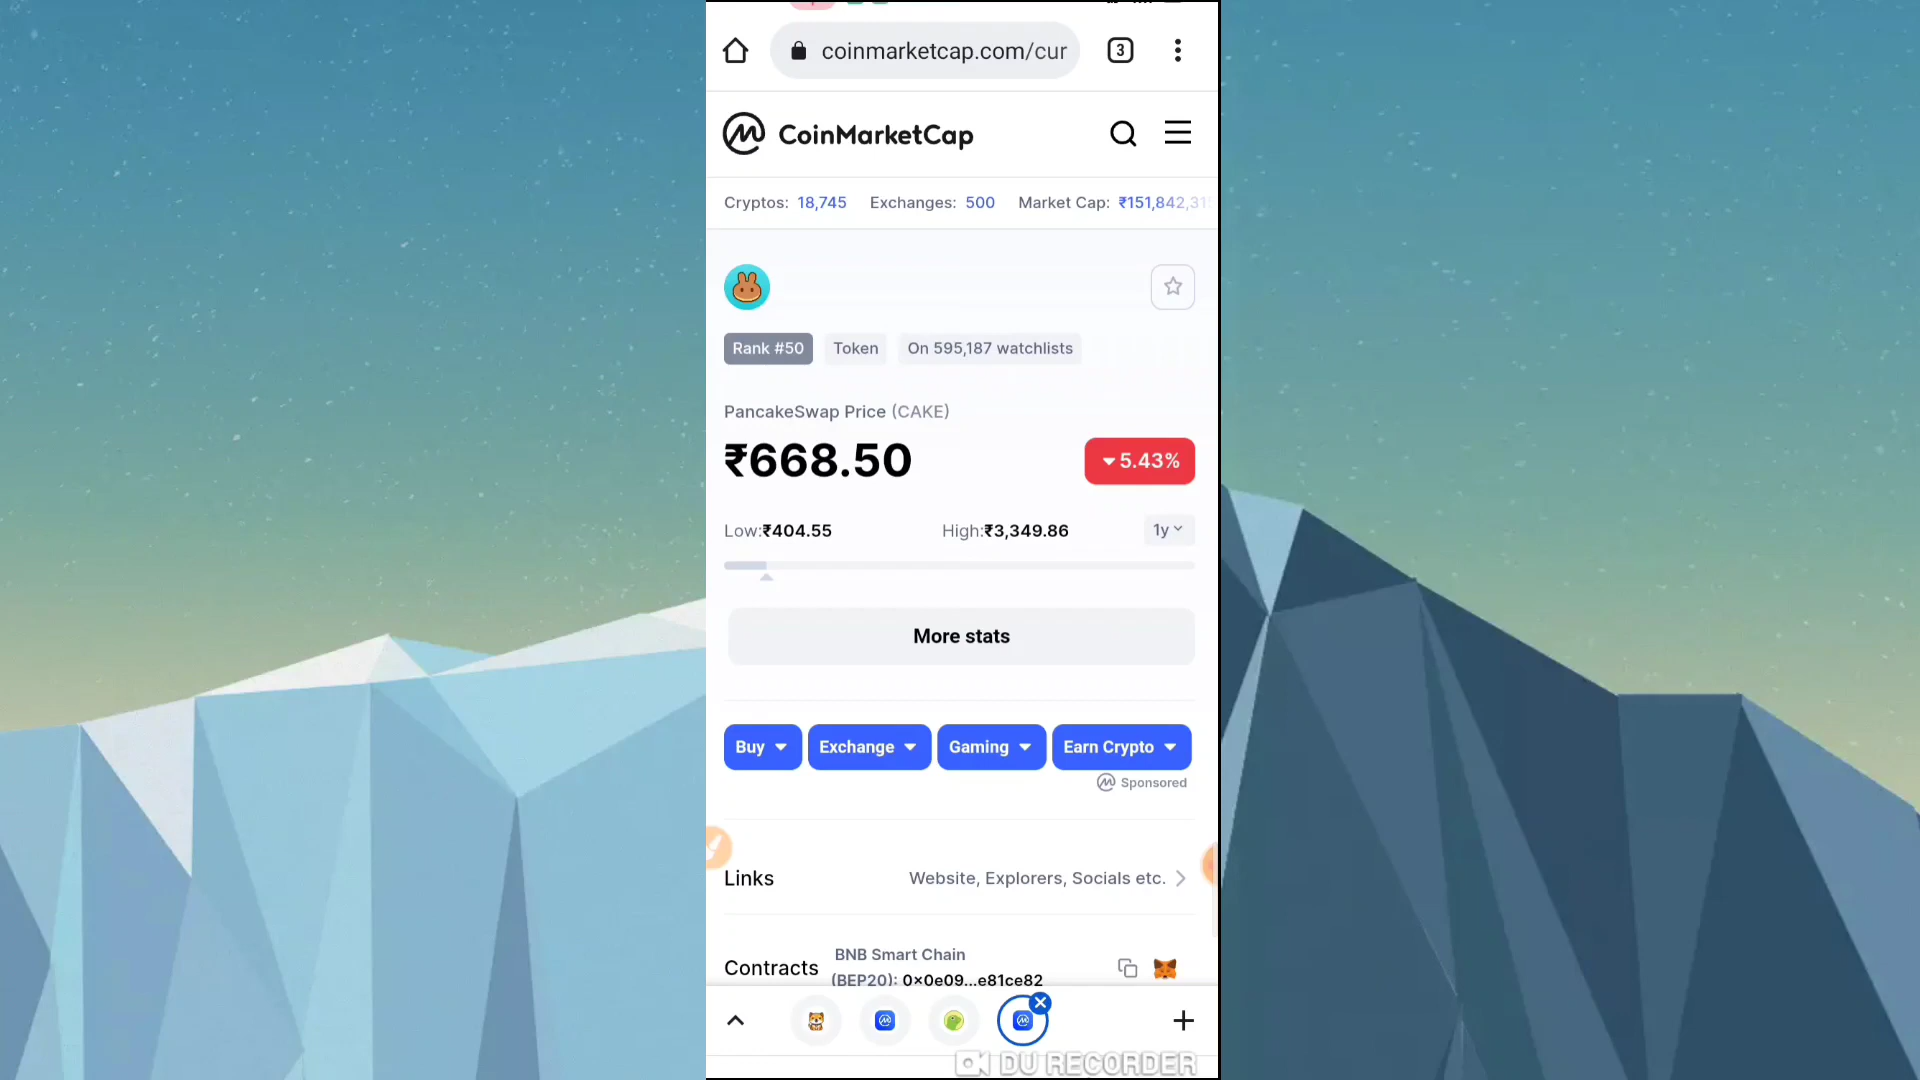 coinmarketcap.com/cur
3
CoinMarketCap
Cryptos: 18,745 Exchanges: 500 Market Cap: ₹151,842,315
Rank #50 Token On 595,187 watchlists
PancakeSwap Price (CAKE)
₹668.50 5.43%
Low:₹404.55 High:₹3,349.86 1y
More stats
Buy Exchange Gaming Earn Crypto
Sponsored
Links Website, Explorers, Socials etc.
Contracts BNB Smart Chain
(BEP20): 0x0e09...e81ce82
DU RECORDER